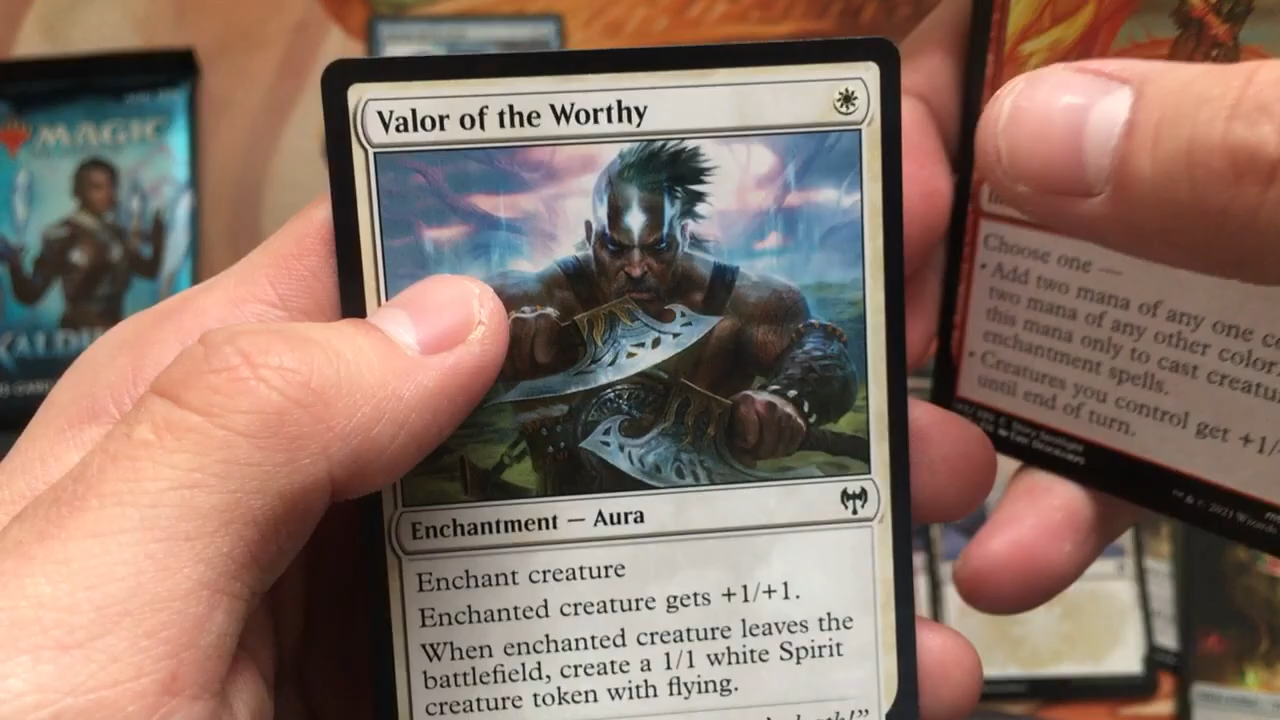 MAGIC
KALDH
Valor of the Worthy
Enchantment — Aura
Enchant creature
Enchanted creature gets +1/+1.
When enchanted creature leaves the
battlefield, create a 1/1 white Spirit
creature token with flying.
Choose one —
• Add two mana of any one
two mana of any other color
this mana only to cast
enchantment spells.
• Creatures you control get +1/
until end of turn.